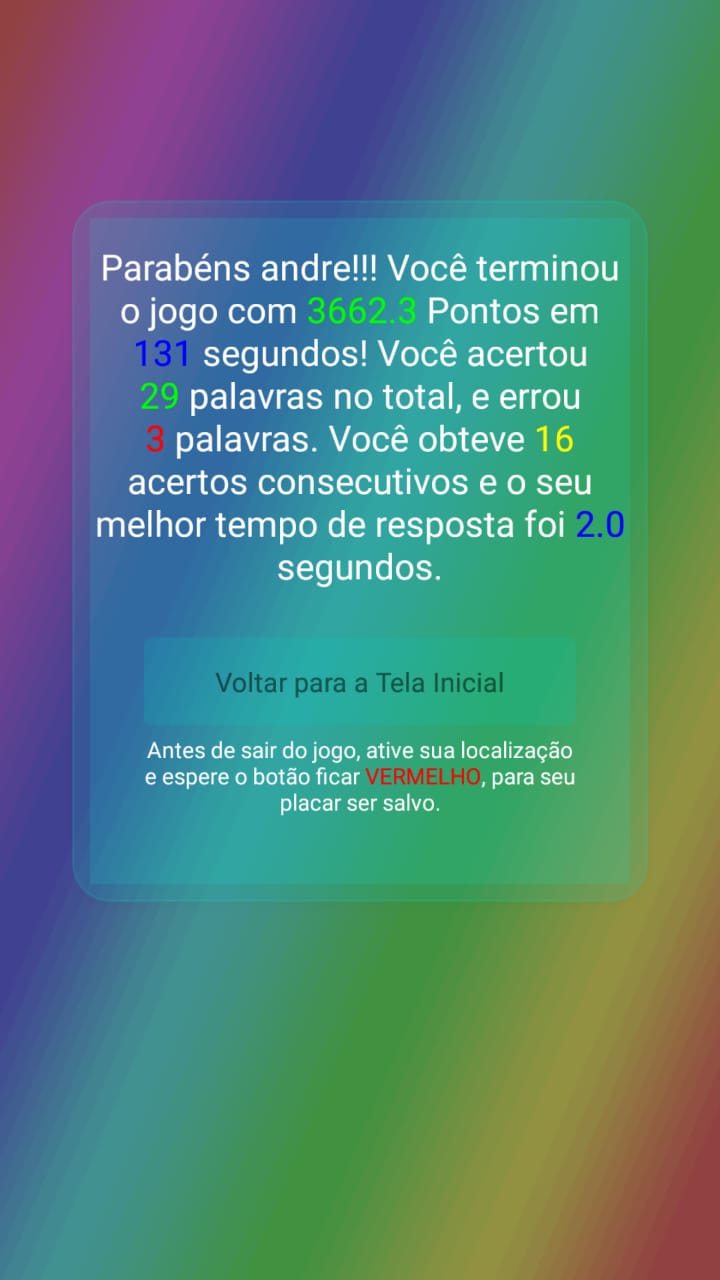 Parabéns andre!!! Você terminou
o jogo com 3662.3 Pontos em
131 segundos! Você acertou
29 palavras no total, e errou
3 palavras. Você obteve 16
acertos consecutivos e o seu
melhor tempo de resposta foi 2.0
segundos.
Voltar para a Tela Inicial
Antes de sair do jogo, ative sua localização
e espere o botão ficar VERMELHO, para seu
placar ser salvo.